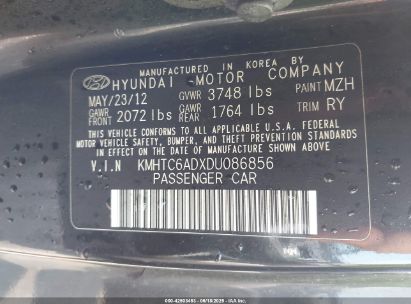 MANUFACTURED IN KOREA BY
HYUNDAI MOTOR COMPANY
MAY/23/12 GVWR 3748 lbs PAINT MZH
GAWR FRONT 2072 lbs GAWR REAR 1764 lbs TRIM RY
THIS VEHICLE CONFORMS TO ALL APPLICABLE U.S.A. FEDERAL
MOTOR VEHICLE SAFETY, BUMPER, AND THEFT PREVENTION STANDARDS
IN EFFECT ON THE DATE OF MANUFACTURE SHOWN ABOVE.
V.I.N KMHTC6ADXDU086856
PASSENGER CAR